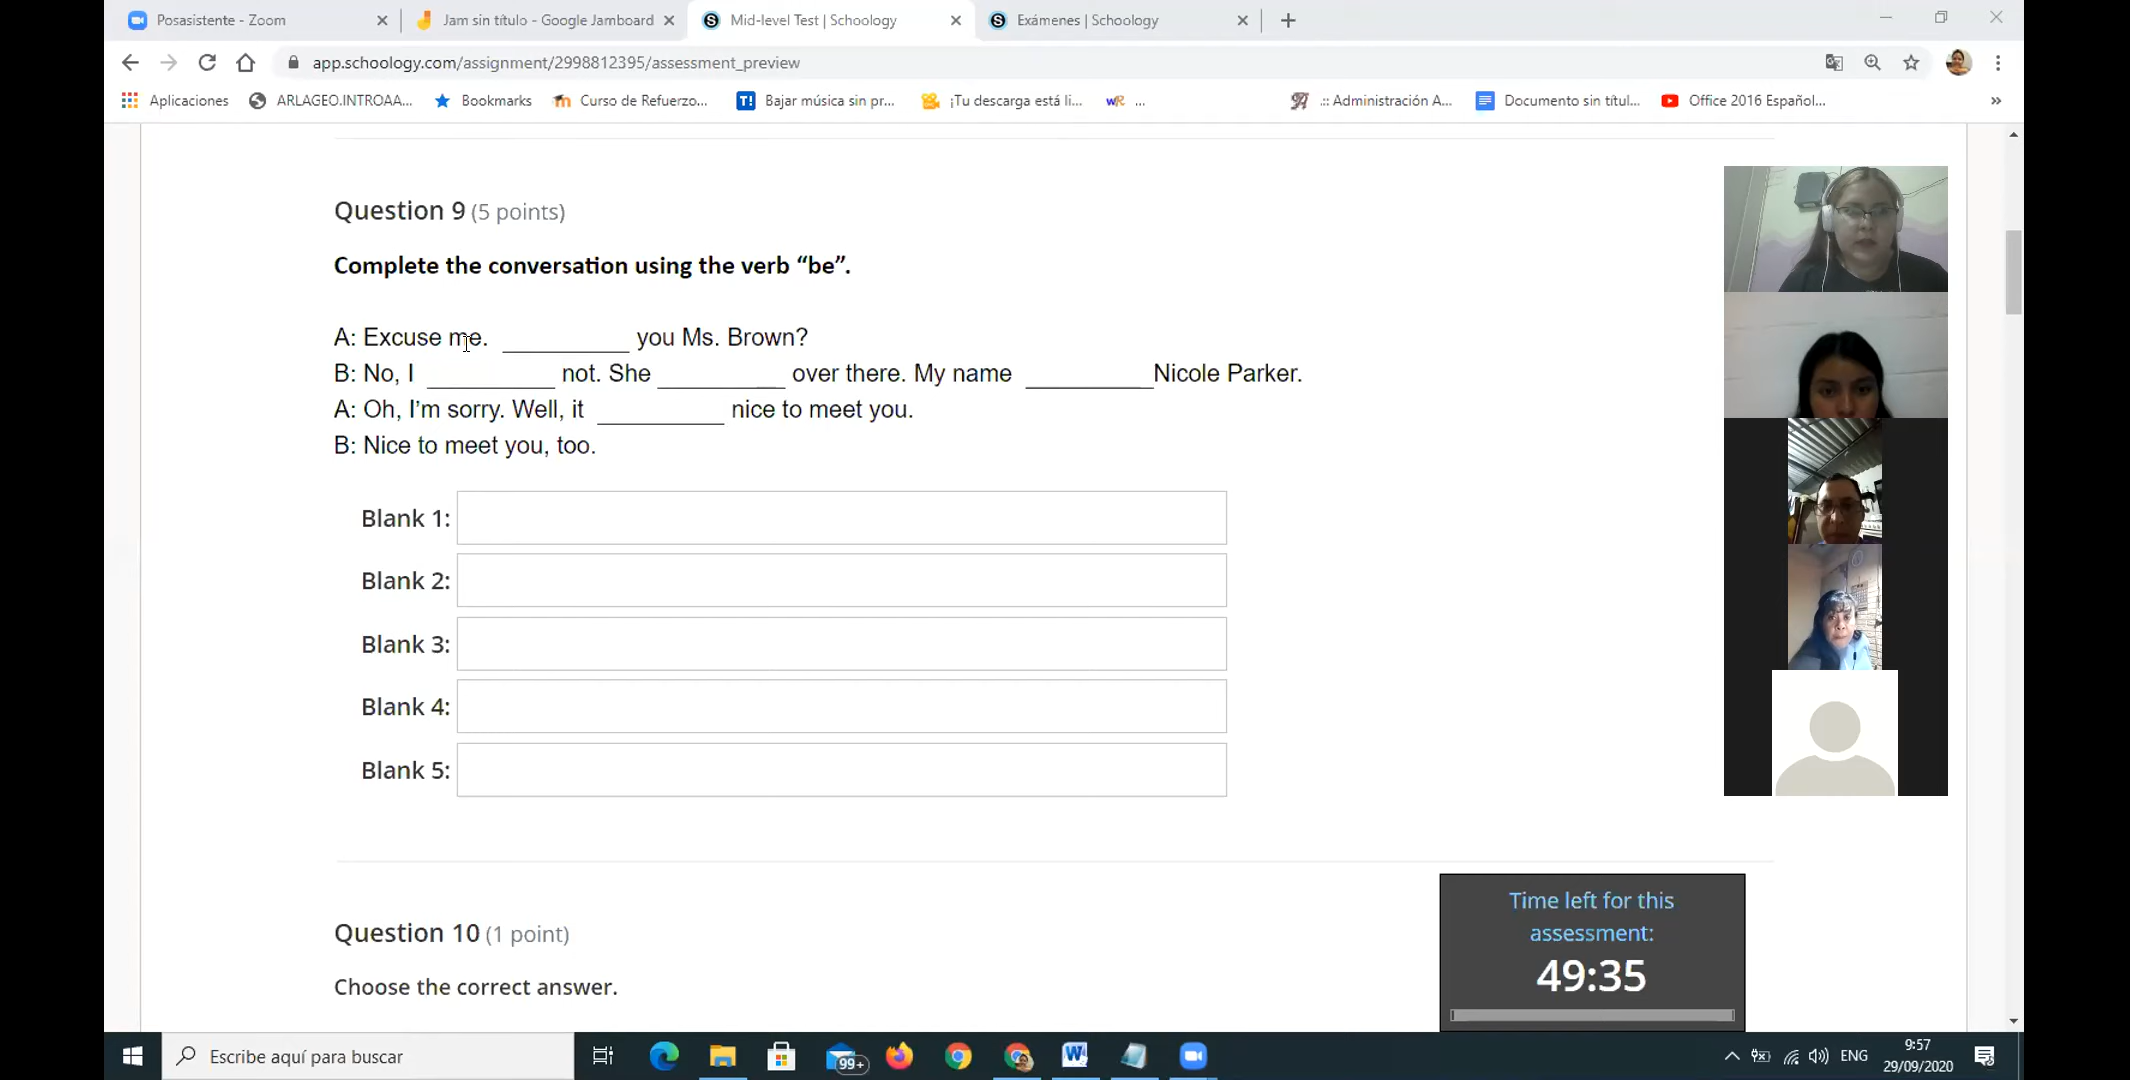 Posasistente - Zoom
Jam sin título - Google Jamboard
Mid-level Test | Schoology
Exámenes | Schoology
app.schoology.com/assignment/2998812395/assessment_preview
Aplicaciones
ARLAGEO.INTROAA...
Bookmarks
Curso de Refuerzo...
T!
Bajar música sin pr...
¡Tu descarga está li...
wR
...
.:: Administración A...
Documento sin títul...
Office 2016 Español...
»
Question 9 (5 points)
Complete the conversation using the verb “be”.
A: Excuse me. __________ you Ms. Brown?
B: No, I __________ not. She __________ over there. My name __________Nicole Parker.
A: Oh, I’m sorry. Well, it __________ nice to meet you.
B: Nice to meet you, too.
Blank 1:
Blank 2:
Blank 3:
Blank 4:
Blank 5:
Question 10 (1 point)
Choose the correct answer.
Time left for this
assessment:
49:35
Escribe aquí para buscar
99+
W
ENG
9:57
29/09/2020